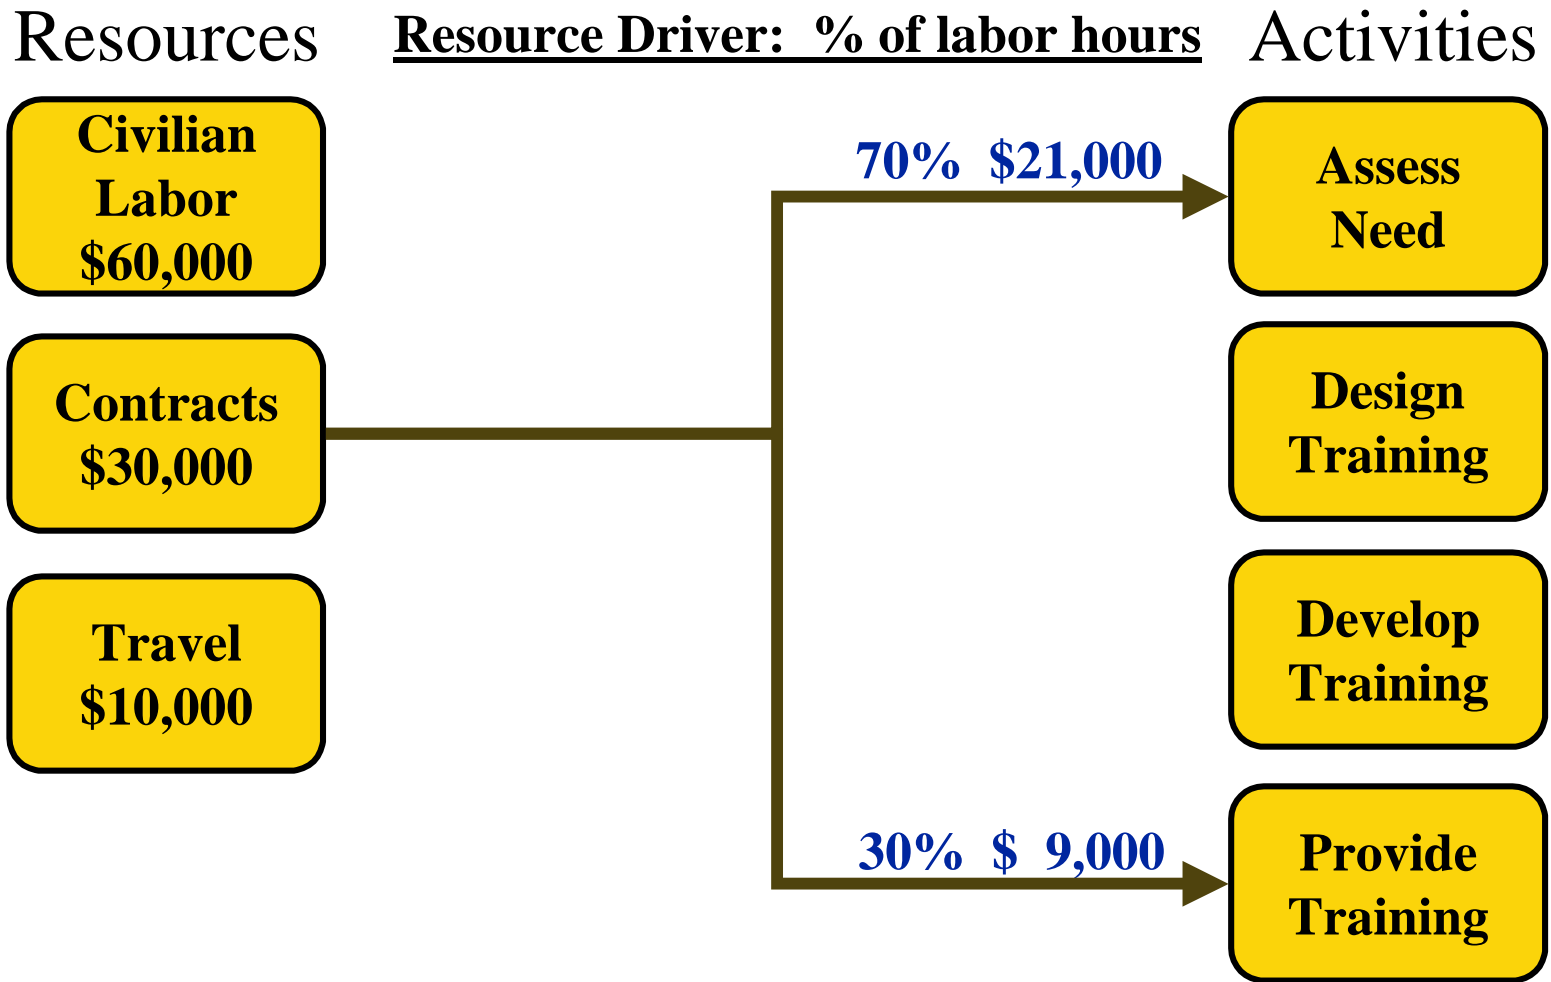 Resources
Resource Driver: % of labor hours
Activities
Civilian
Labor
$60,000
Contracts
$30,000
Travel
$10,000
70% $21,000
30% $ 9,000
Assess
Need
Design
Training
Develop
Training
Provide
Training